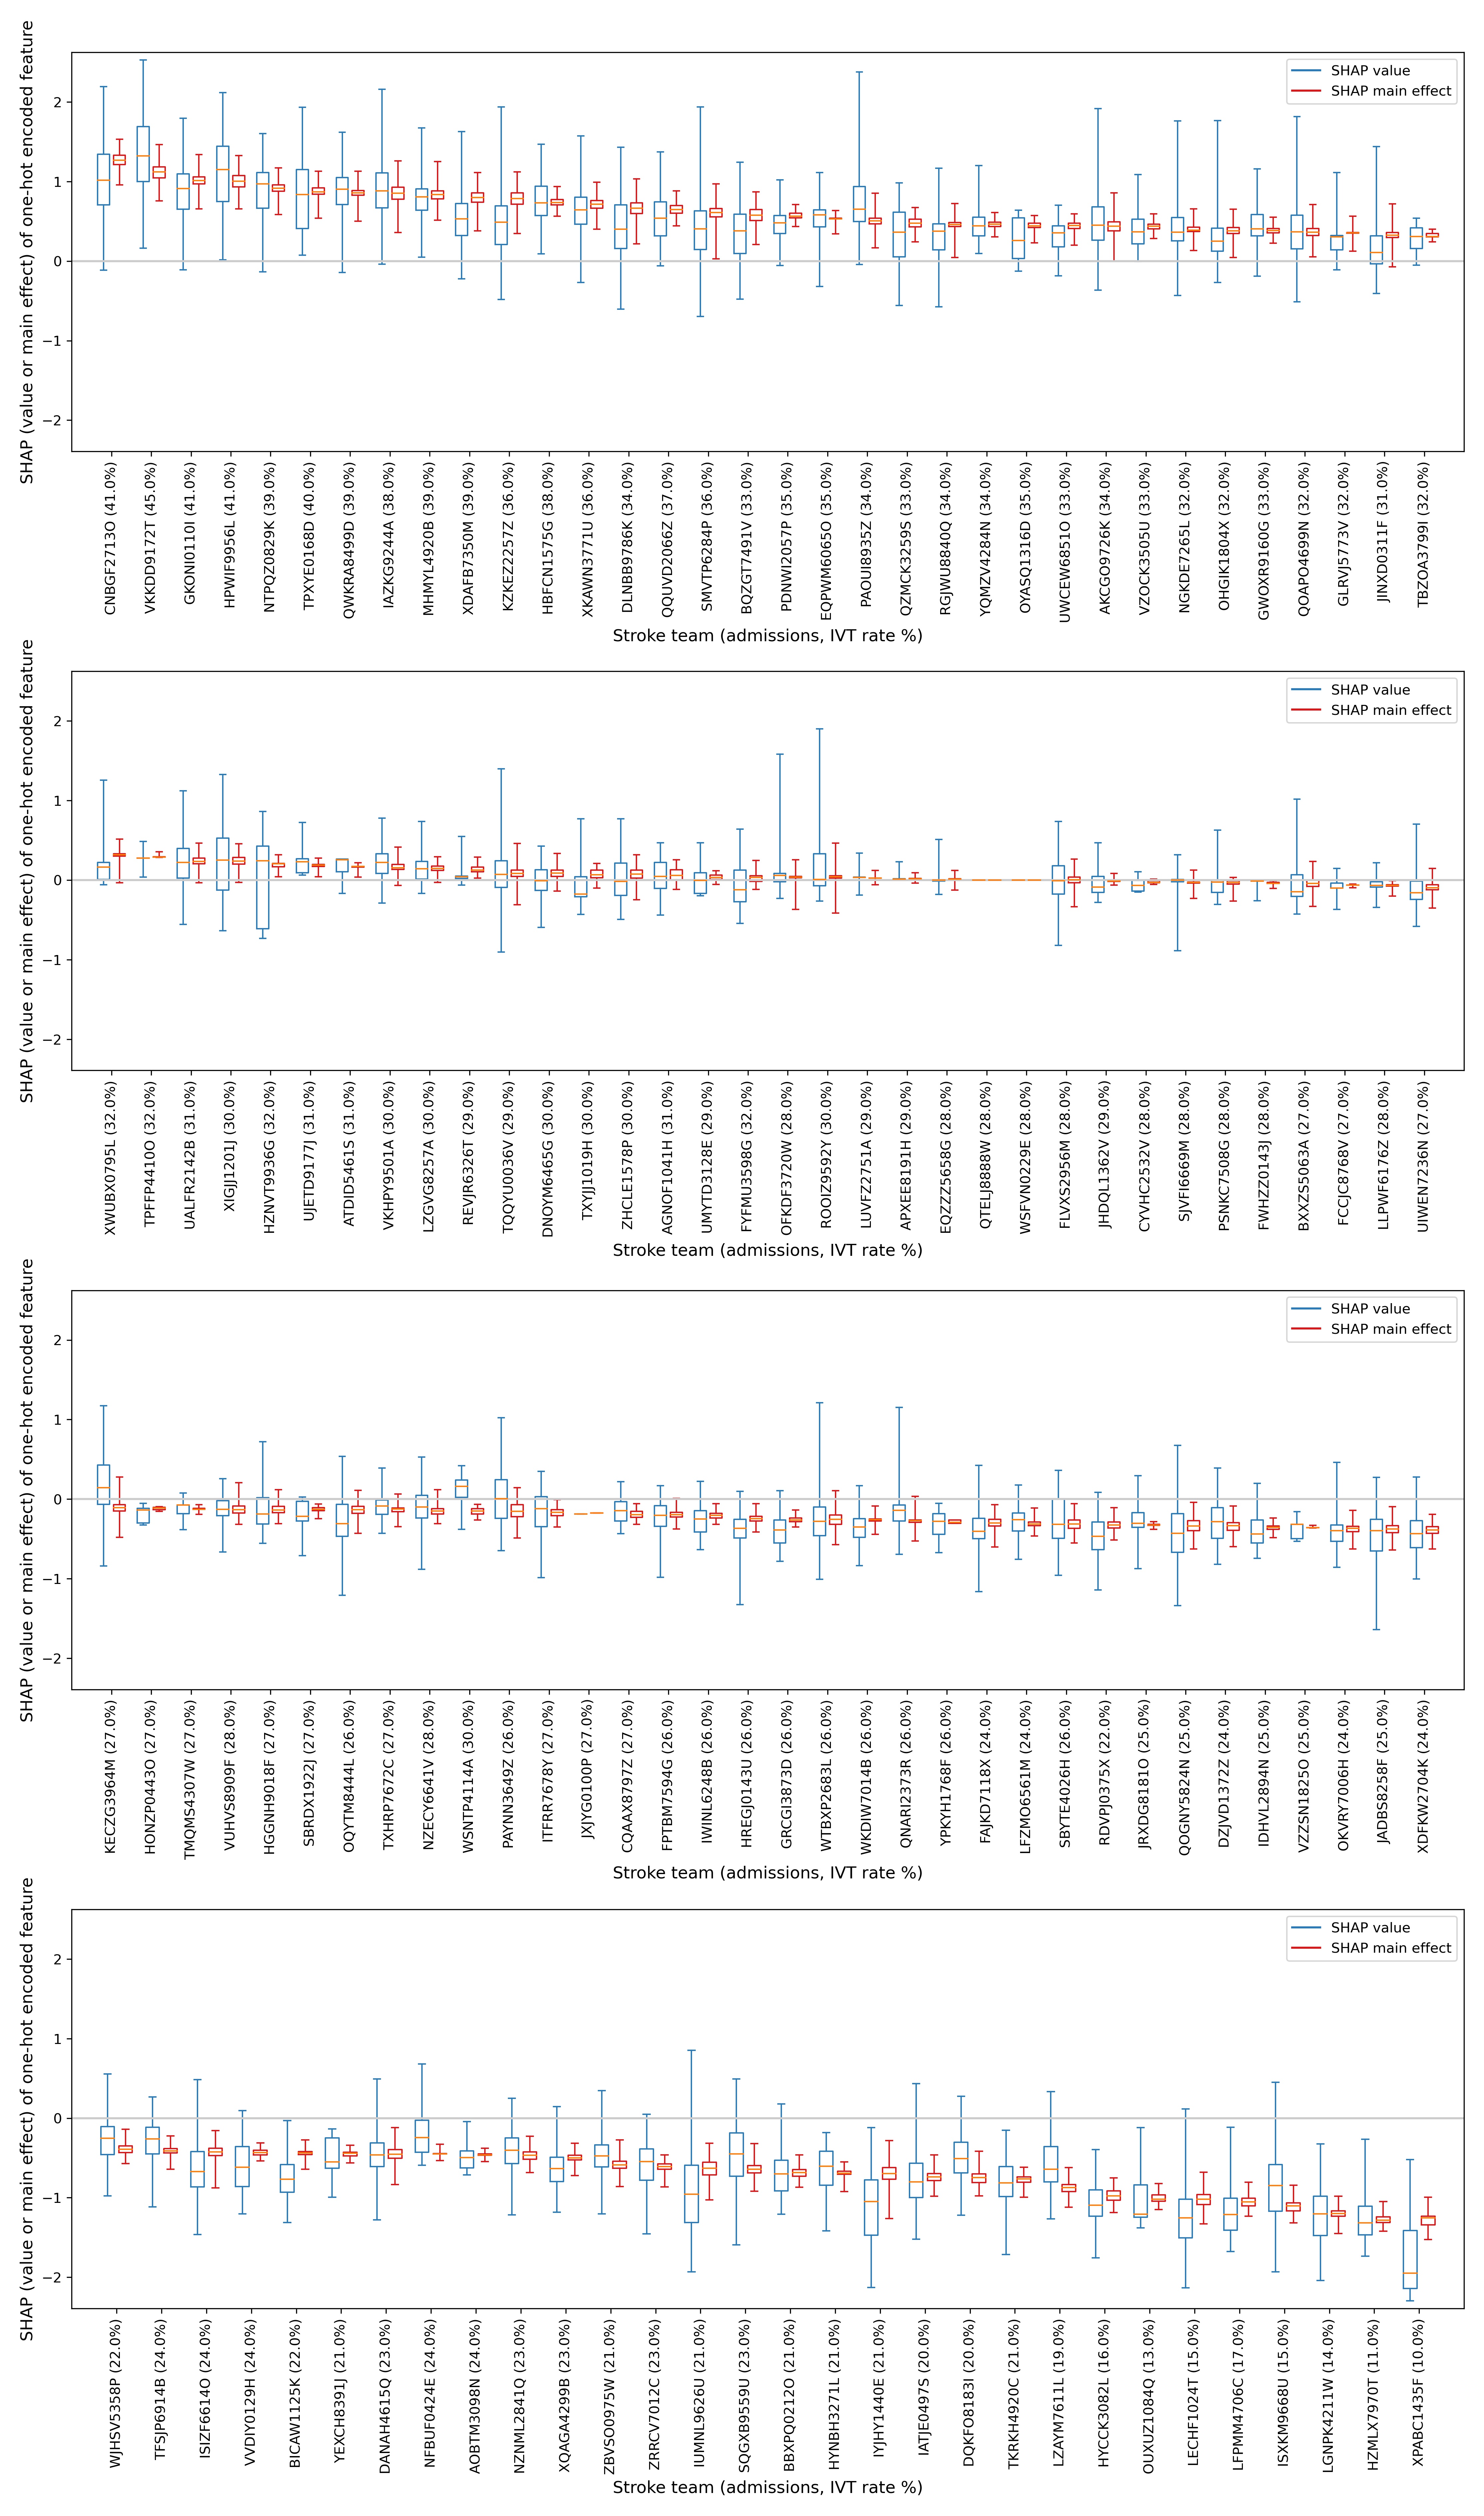 SHAP (value or main effect) of one-hot encoded feature
2
1
0
−1
−2
SHAP value
SHAP main effect
CNBGF2713O (41.0%)
VKKDD9172T (45.0%)
GKONI0110I (41.0%)
HPWIF9956L (41.0%)
NTPQZ0829K (39.0%)
TPXYE0168D (40.0%)
QWKRA8499D (39.0%)
IAZKG9244A (38.0%)
MHMYL4920B (39.0%)
XDAFB7350M (39.0%)
KZKEZ2257Z (36.0%)
HBFCN1575G (38.0%)
XKAWN3771U (36.0%)
DLNBB9786K (34.0%)
QQUVD2066Z (37.0%)
SMVTP6284P (36.0%)
BQZGT7491V (33.0%)
PDNWI2057P (35.0%)
EQPWM6065O (35.0%)
PAOUI8935Z (34.0%)
QZMCK3259S (33.0%)
RGJWU8840Q (34.0%)
YQMZV4284N (34.0%)
OYASQ1316D (35.0%)
UWCEW6851O (33.0%)
AKCGO9726K (34.0%)
VZOCK3505U (33.0%)
NGKDE7265L (32.0%)
OHGIK1804X (32.0%)
GWOXR9160G (33.0%)
QOAPO4699N (32.0%)
GLRVJ5773V (32.0%)
JINXD0311F (31.0%)
TBZOA3799I (32.0%)
Stroke team (admissions, IVT rate %)
SHAP (value or main effect) of one-hot encoded feature
2
1
0
−1
−2
SHAP value
SHAP main effect
XWUBX0795L (32.0%)
TPFFP4410O (32.0%)
UALFR2142B (31.0%)
XIGJJ1201J (30.0%)
HZNVT9936G (32.0%)
UJETD9177J (31.0%)
ATDID5461S (31.0%)
VKHPY9501A (30.0%)
LZGVG8257A (30.0%)
REVJR6326T (29.0%)
TQQYU0036V (29.0%)
DNOYM6465G (30.0%)
TXYJJ1019H (30.0%)
ZHCLE1578P (30.0%)
AGNOF1041H (31.0%)
UMYTD3128E (29.0%)
FYFMU3598G (32.0%)
OFKDF3720W (28.0%)
ROOIZ9592Y (30.0%)
LUVFZ2751A (29.0%)
APXEE8191H (29.0%)
EQZZZ5658G (28.0%)
QTELJ8888W (28.0%)
WSFVN0229E (28.0%)
FLVXS2956M (28.0%)
JHDQL1362V (29.0%)
CYVHC2532V (28.0%)
SJVFI6669M (28.0%)
PSNKC7508G (28.0%)
FWHZZ0143J (28.0%)
BXXZS5063A (27.0%)
FCCJC8768V (27.0%)
LLPWF6176Z (28.0%)
UIWEN7236N (27.0%)
Stroke team (admissions, IVT rate %)
SHAP (value or main effect) of one-hot encoded feature
2
1
0
−1
−2
SHAP value
SHAP main effect
KECZG3964M (27.0%)
HONZP0443O (27.0%)
TMQMS4307W (27.0%)
VUHVS8909F (28.0%)
HGGNH9018F (27.0%)
SBRDX1922J (27.0%)
OQYTM8444L (26.0%)
TXHRP7672C (27.0%)
NZECY6641V (28.0%)
WSNTP4114A (30.0%)
PAYNN3649Z (26.0%)
ITFRR7678Y (27.0%)
JXJYG0100P (27.0%)
CQAAX8797Z (27.0%)
FPTBM7594G (26.0%)
IWINL6248B (26.0%)
HREGJ0143U (26.0%)
GRCGI3873D (26.0%)
WTBXP2683L (26.0%)
WKDIW7014B (26.0%)
QNARI2373R (26.0%)
YPKYH1768F (26.0%)
FAJKD7118X (24.0%)
LFZMO6561M (24.0%)
SBYTE4026H (26.0%)
RDVPJ0375X (22.0%)
JRXDG8181O (25.0%)
QOGNY5824N (25.0%)
DZJVD1372Z (24.0%)
IDHVL2894N (25.0%)
VZZSN1825O (25.0%)
OKVRY7006H (24.0%)
JADBS8258F (25.0%)
XDFKW2704K (24.0%)
Stroke team (admissions, IVT rate %)
SHAP (value or main effect) of one-hot encoded feature
2
1
0
−1
−2
SHAP value
SHAP main effect
WJHSV5358P (22.0%)
TFSJP6914B (24.0%)
ISIZF6614O (24.0%)
VVDIY0129H (24.0%)
BICAW1125K (22.0%)
YEXCH8391J (21.0%)
DANAH4615Q (23.0%)
NFBUF0424E (24.0%)
AOBTM3098N (24.0%)
NZNML2841Q (23.0%)
XQAGA4299B (23.0%)
ZBVSO0975W (21.0%)
ZRRCV7012C (23.0%)
IUMNL9626U (21.0%)
SQGXB9559U (23.0%)
BBXPQ0212O (21.0%)
HYNBH3271L (21.0%)
IYJHY1440E (21.0%)
IATJE0497S (20.0%)
DQKFO8183I (20.0%)
TKRKH4920C (21.0%)
LZAYM7611L (19.0%)
HYCCK3082L (16.0%)
OUXUZ1084Q (13.0%)
LECHF1024T (15.0%)
LFPMM4706C (17.0%)
ISXKM9668U (15.0%)
LGNPK4211W (14.0%)
HZMLX7970T (11.0%)
XPABC1435F (10.0%)
Stroke team (admissions, IVT rate %)